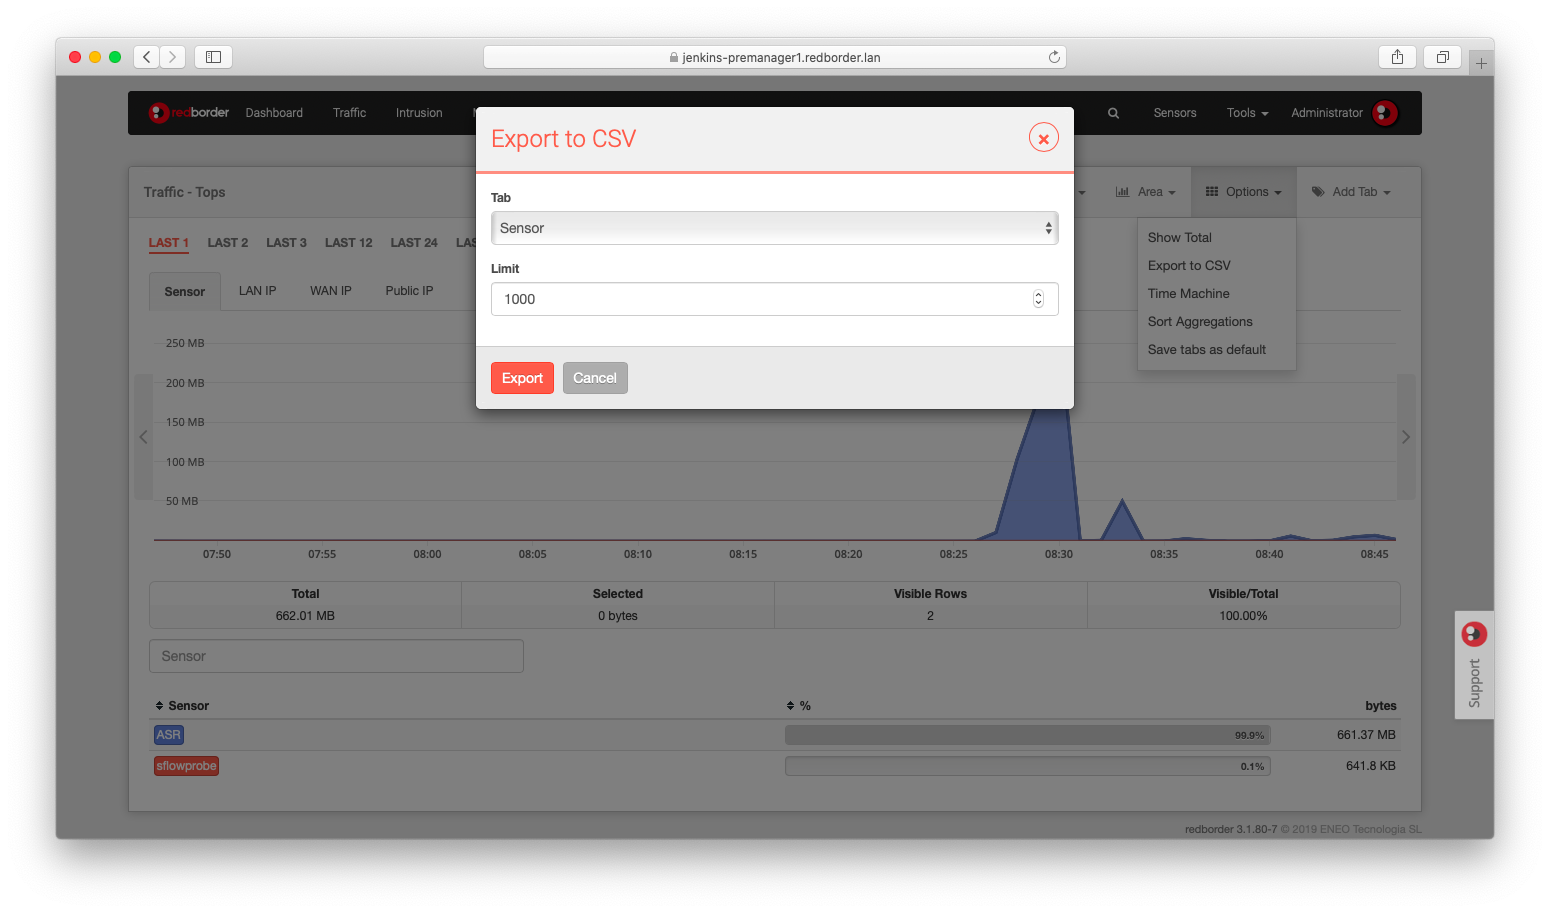 jenkins-premanager1.redborder.lan
redborder Dashboard Traffic Intrusion Sensors Tools Administrator
Export to CSV
Traffic - Tops
Area Options Add Tab
Tab
Sensor
LAST 1 LAST 2 LAST 3 LAST 12 LAST 24
Show Total
Export to CSV
Time Machine
Sort Aggregations
Save tabs as default
Limit
1000
Sensor LAN IP WAN IP Public IP
Export Cancel
250 MB
200 MB
150 MB
100 MB
50 MB
07:50 07:55 08:00 08:05 08:10 08:15 08:20 08:25 08:30 08:35 08:40 08:45
Total Selected Visible Rows Visible/Total
662.01 MB 0 bytes 2 100.00%
Sensor
Support
Sensor % bytes
ASR 99.9% 661.37 MB
sflowprobe 0.1% 641.8 KB
redborder 3.1.80-7 © 2019 ENEO Tecnologia SL